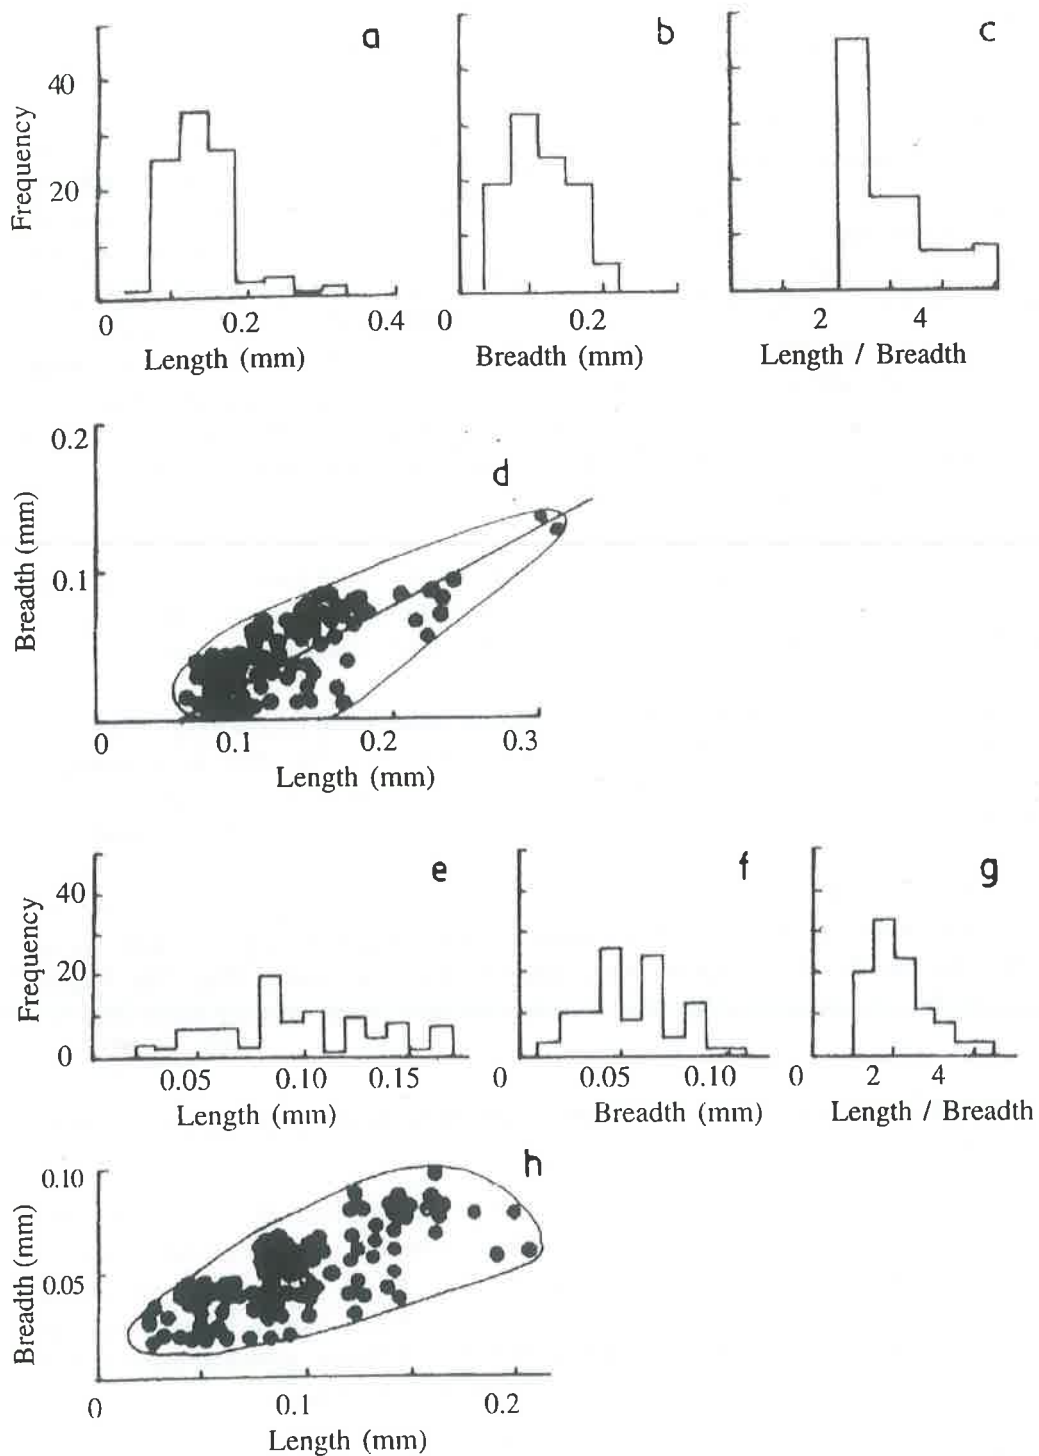 a
b
c
Frequency
40
20
0 0.2 0.4
Length (mm)
0 0.2
Breadth (mm)
2 4
Length / Breadth
d
Breadth (mm)
0.2
0.1
0 0.1 0.2 0.3
Length (mm)
e
f
g
Frequency
40
20
0
0.05 0.10 0.15
Length (mm)
0 0.05 0.10
Breadth (mm)
0 2 4
Length / Breadth
h
Breadth (mm)
0.10
0.05
0 0.1 0.2
Length (mm)